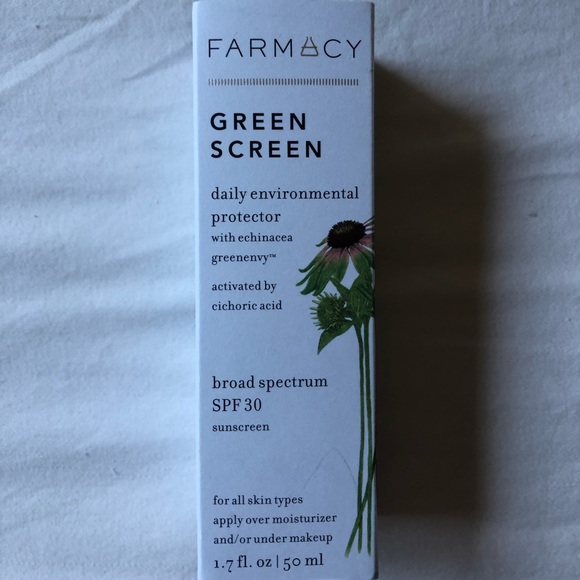 FARMACY
GREEN
SCREEN
daily environmental
protector
with echinacea
greenenvy™
activated by
cichoric acid
broad spectrum
SPF 30
sunscreen
for all skin types
apply over moisturizer
and/or under makeup
1.7 fl. oz | 50 ml